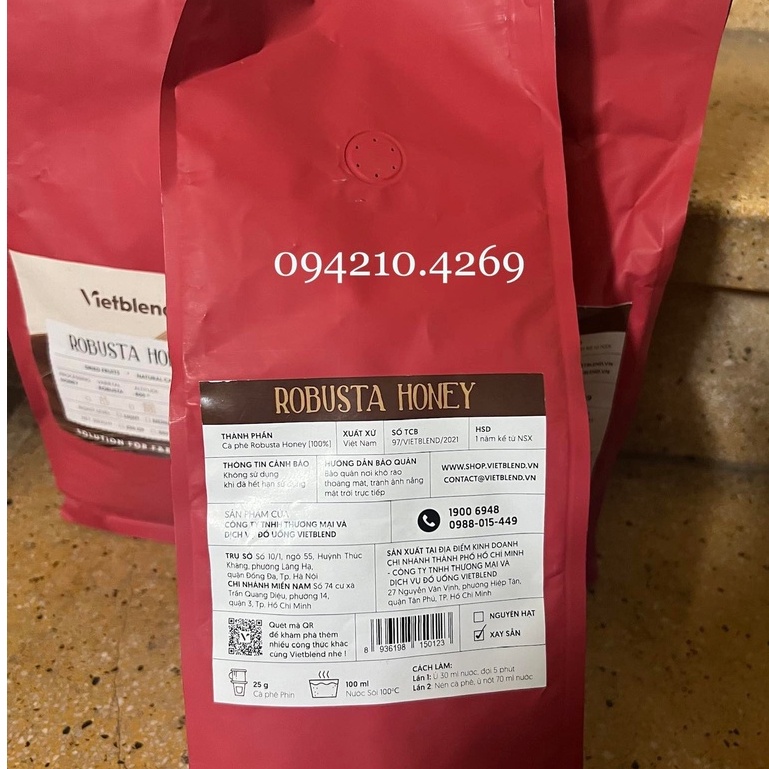 094210.4269
Vietblend
ROBUSTA HO
ROBUSTA HONEY
THÀNH PHẦN
Cà phê Robusta Honey (100%)
XUẤT XỨ
Việt Nam
SỐ TCB
97/VIETBLEND/2021
HSD
1 năm kể từ NSX
THÔNG TIN CẢNH BÁO
Không sử dụng
khi đã hết hạn sử dụng
HƯỚNG DẪN BẢO QUẢN
Bảo quản nơi khô ráo
thoáng mát, tránh ánh nắng
mặt trời trực tiếp
WWW.SHOP.VIETBLEND.VN
CONTACT@VIETBLEND.VN
SẢN PHẨM CỦA
CÔNG TY TNHH THƯƠNG MẠI VÀ
DỊCH VỤ ĐỒ UỐNG VIETBLEND
1900 6948
0988-015-449
TRỤ SỞ Số 10/1, ngõ 55, Huỳnh Thúc
Kháng, phường Láng Hạ,
quận Đống Đa, Tp. Hà Nội
CHI NHÁNH MIỀN NAM Số 74 cư xá
Trần Quang Diệu, phường 14,
quận 3, Tp. Hồ Chí Minh
SẢN XUẤT TẠI ĐỊA ĐIỂM KINH DOANH
CHI NHÁNH THÀNH PHỐ HỒ CHÍ MINH
- CÔNG TY TNHH THƯƠNG MẠI VÀ
DỊCH VỤ ĐỒ UỐNG VIETBLEND
27 Nguyễn Văn Vịnh, phường Hiệp Tân,
quận Tân Phú, TP. Hồ Chí Minh
Quét mã QR
để khám phá thêm
nhiều công thức khác
cùng Vietblend nhé !
8 936198 150123
NGUYÊN HẠT
XAY SẴN
25 g
Cà phê Phin
100 ml
Nước Sôi 100°C
CÁCH LÀM:
Lần 1: Ủ 30 ml nước, đợi 5 phút
Lần 2: Nén cà phê, ủ nốt 70 ml nước